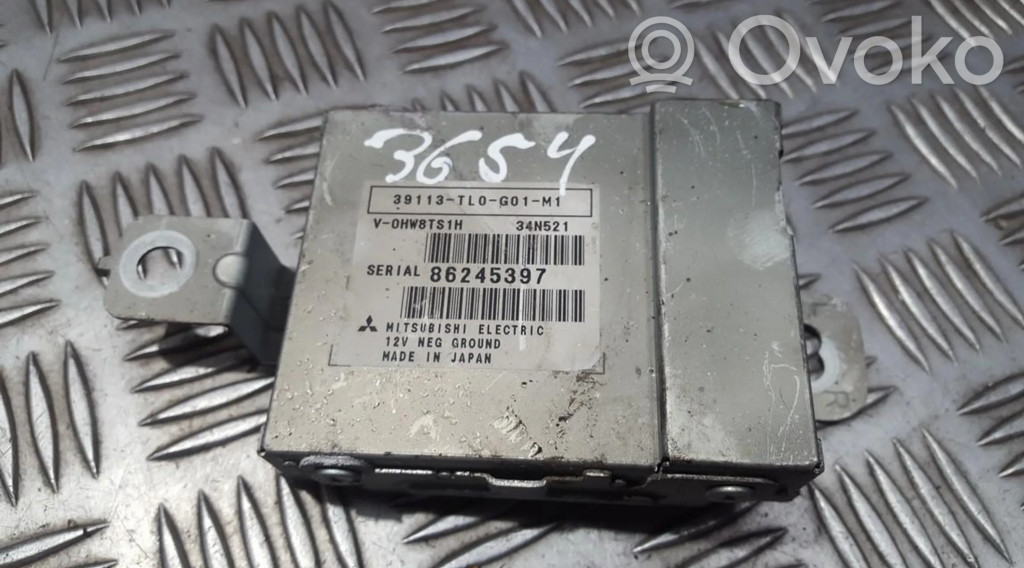 Ovoko
3654
39113-TL0-G01-M1
V-0HW8TS1H 34N521
SERIAL 86245397
MITSUBISHI ELECTRIC
12V NEG GROUND
MADE IN JAPAN
R